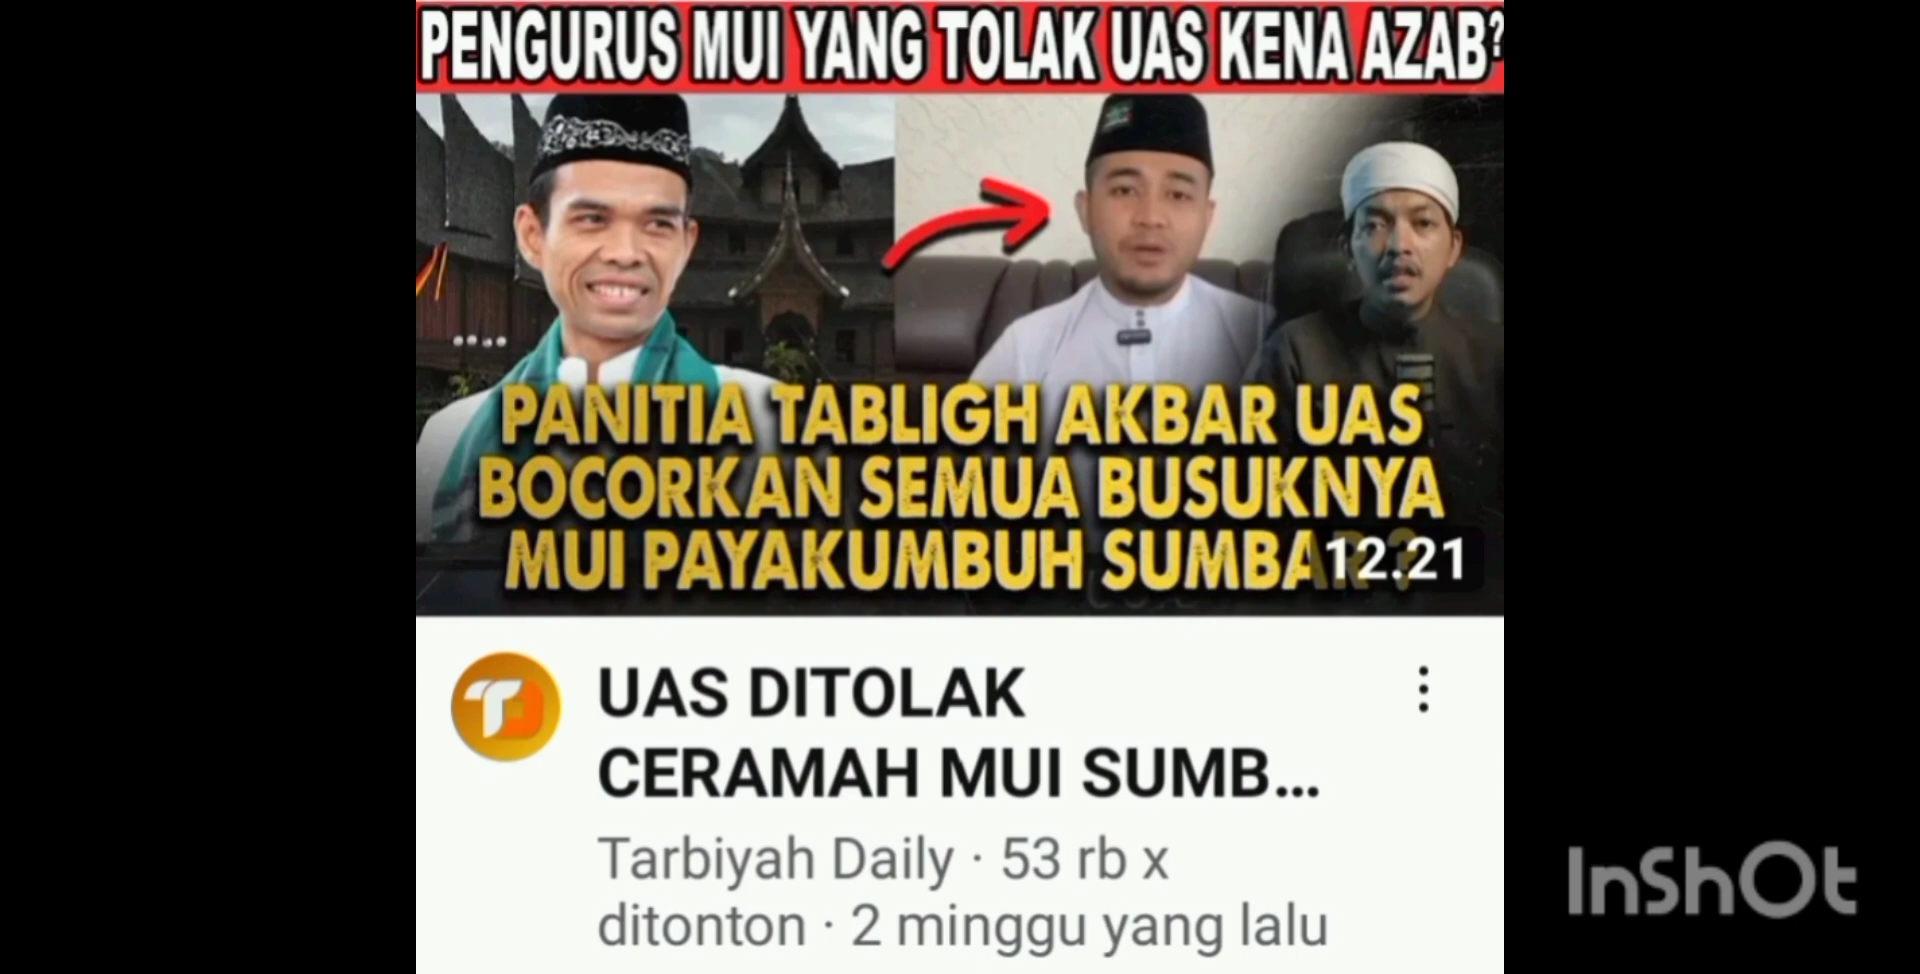 PENGURUS MUI YANG TOLAK UAS KENA AZAB?
PANITIA TABLIGH AKBAR UAS
BOCORKAN SEMUA BUSUKNYA
MUI PAYAKUMBUH SUMBAR ?
12.21
UAS DITOLAK
CERAMAH MUI SUMB...
Tarbiyah Daily · 53 rb x
ditonton · 2 minggu yang lalu
InShOt